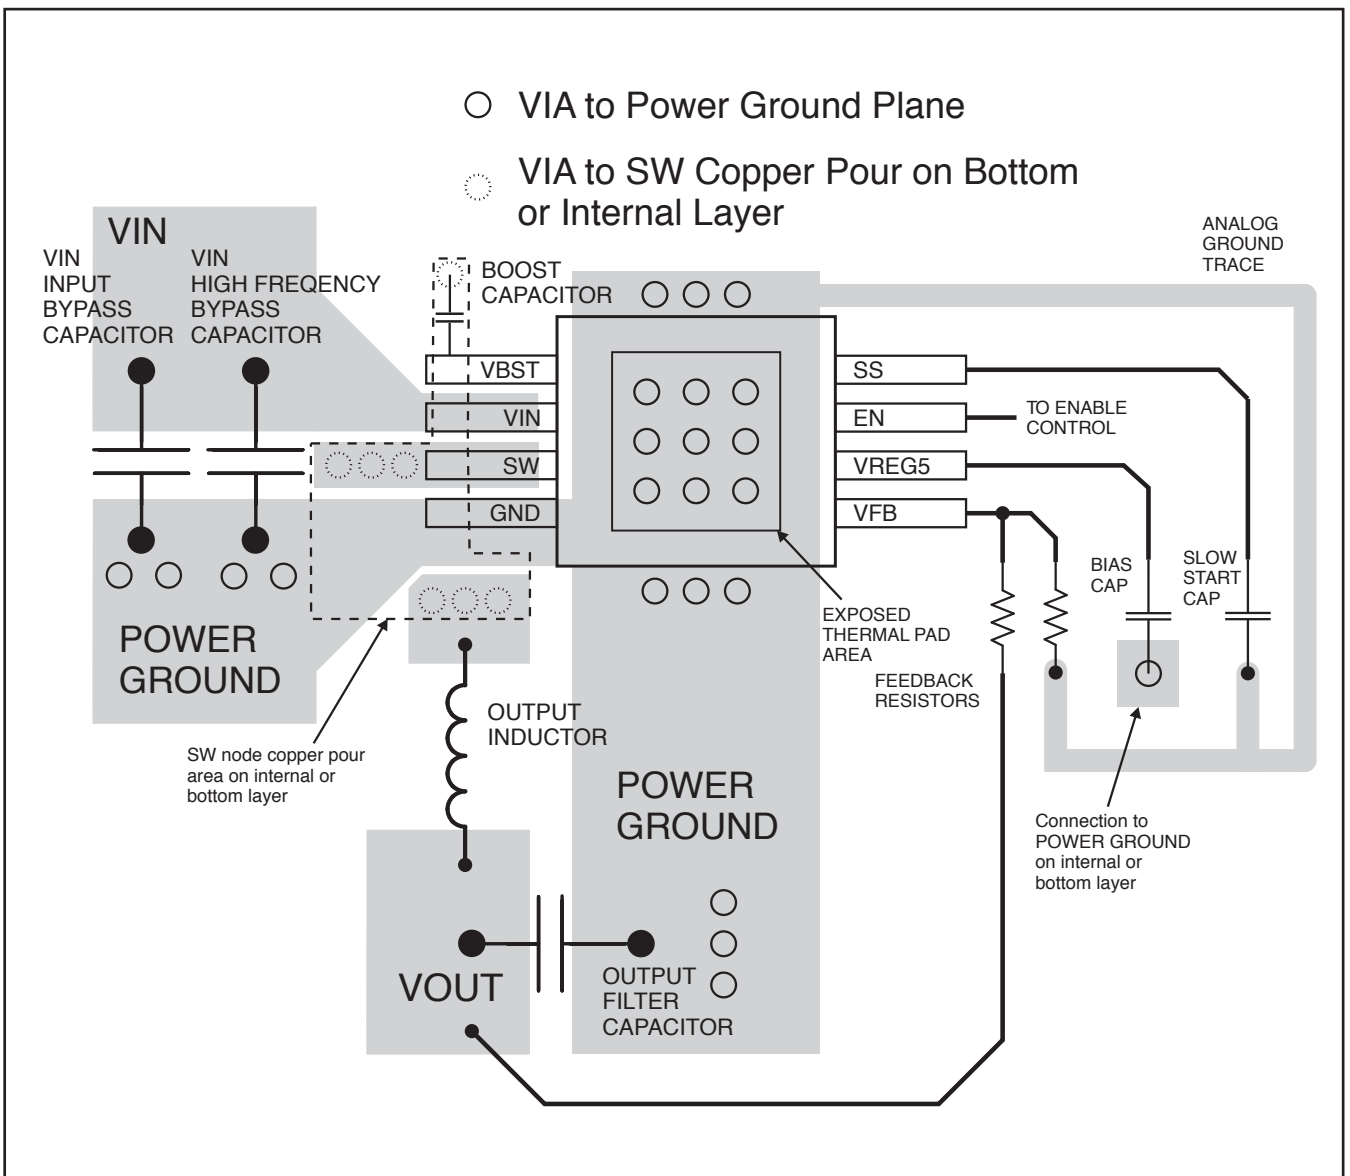 VIA to Power Ground Plane
VIA to SW Copper Pour on Bottom
or Internal Layer
ANALOG
GROUND
TRACE
VIN
VIN
INPUT
BYPASS
CAPACITOR
VIN
HIGH FREQENCY
BYPASS
CAPACITOR
BOOST
CAPACITOR
VBST
VIN
SW
GND
SS
EN
VREG5
VFB
TO ENABLE
CONTROL
BIAS
CAP
SLOW
START
CAP
EXPOSED
THERMAL PAD
AREA
FEEDBACK
RESISTORS
POWER
GROUND
SW node copper pour
area on internal or
bottom layer
OUTPUT
INDUCTOR
POWER
GROUND
Connection to
POWER GROUND
on internal or
bottom layer
VOUT
OUTPUT
FILTER
CAPACITOR